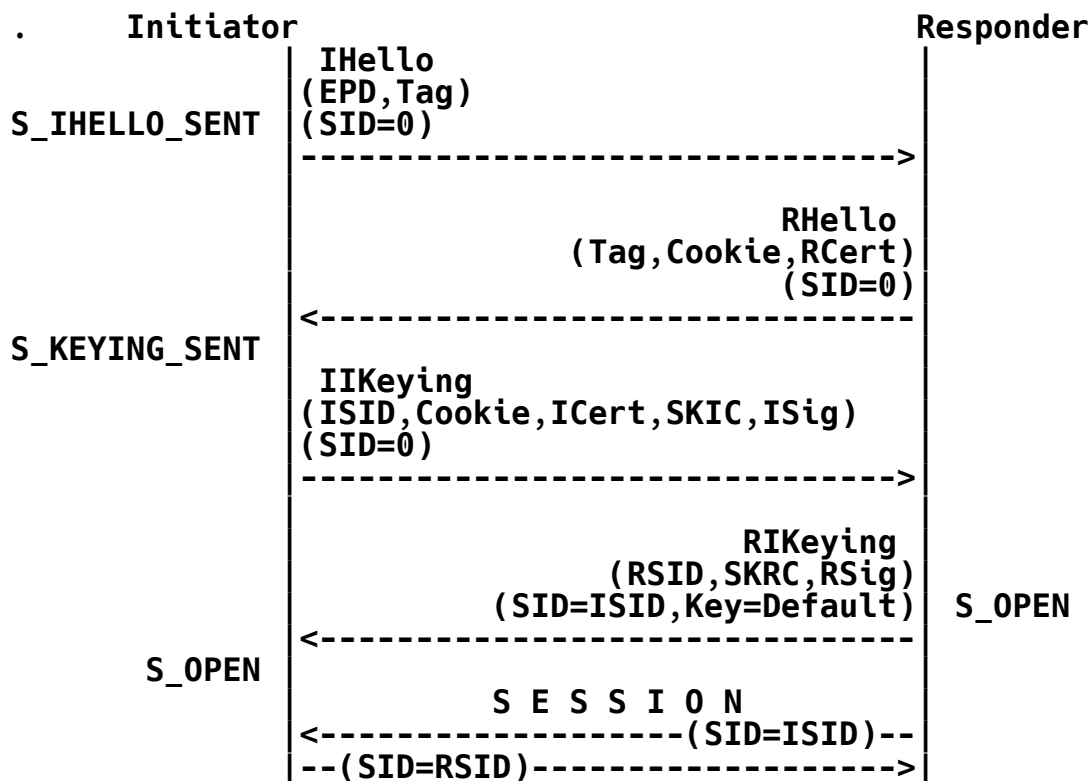 .      Initiator                                Responder
                | IHello                                |
                |(EPD,Tag)                              |
S_IHELLO_SENT   |(SID=0)                                |
                |------------------------------->|
                |                                       |
                |                         RHello        |
                |              (Tag,Cookie,RCert)|
                |                         (SID=0)|
                |<-------------------------------|
S_KEYING_SENT   |                                       |
                | IIKeying                              |
                |(ISID,Cookie,ICert,SKIC,ISig)   |
                |(SID=0)                                |
                |------------------------------->|
                |                                       |
                |                       RIKeying |
                |                (RSID,SKRC,RSig)|
                |          (SID=ISID,Key=Default)| S_OPEN
                |<-------------------------------|
       S_OPEN   |                                       |
                |          S E S S I O N         |
                |<-------------------(SID=ISID)--|
                |--(SID=RSID)------------------->|